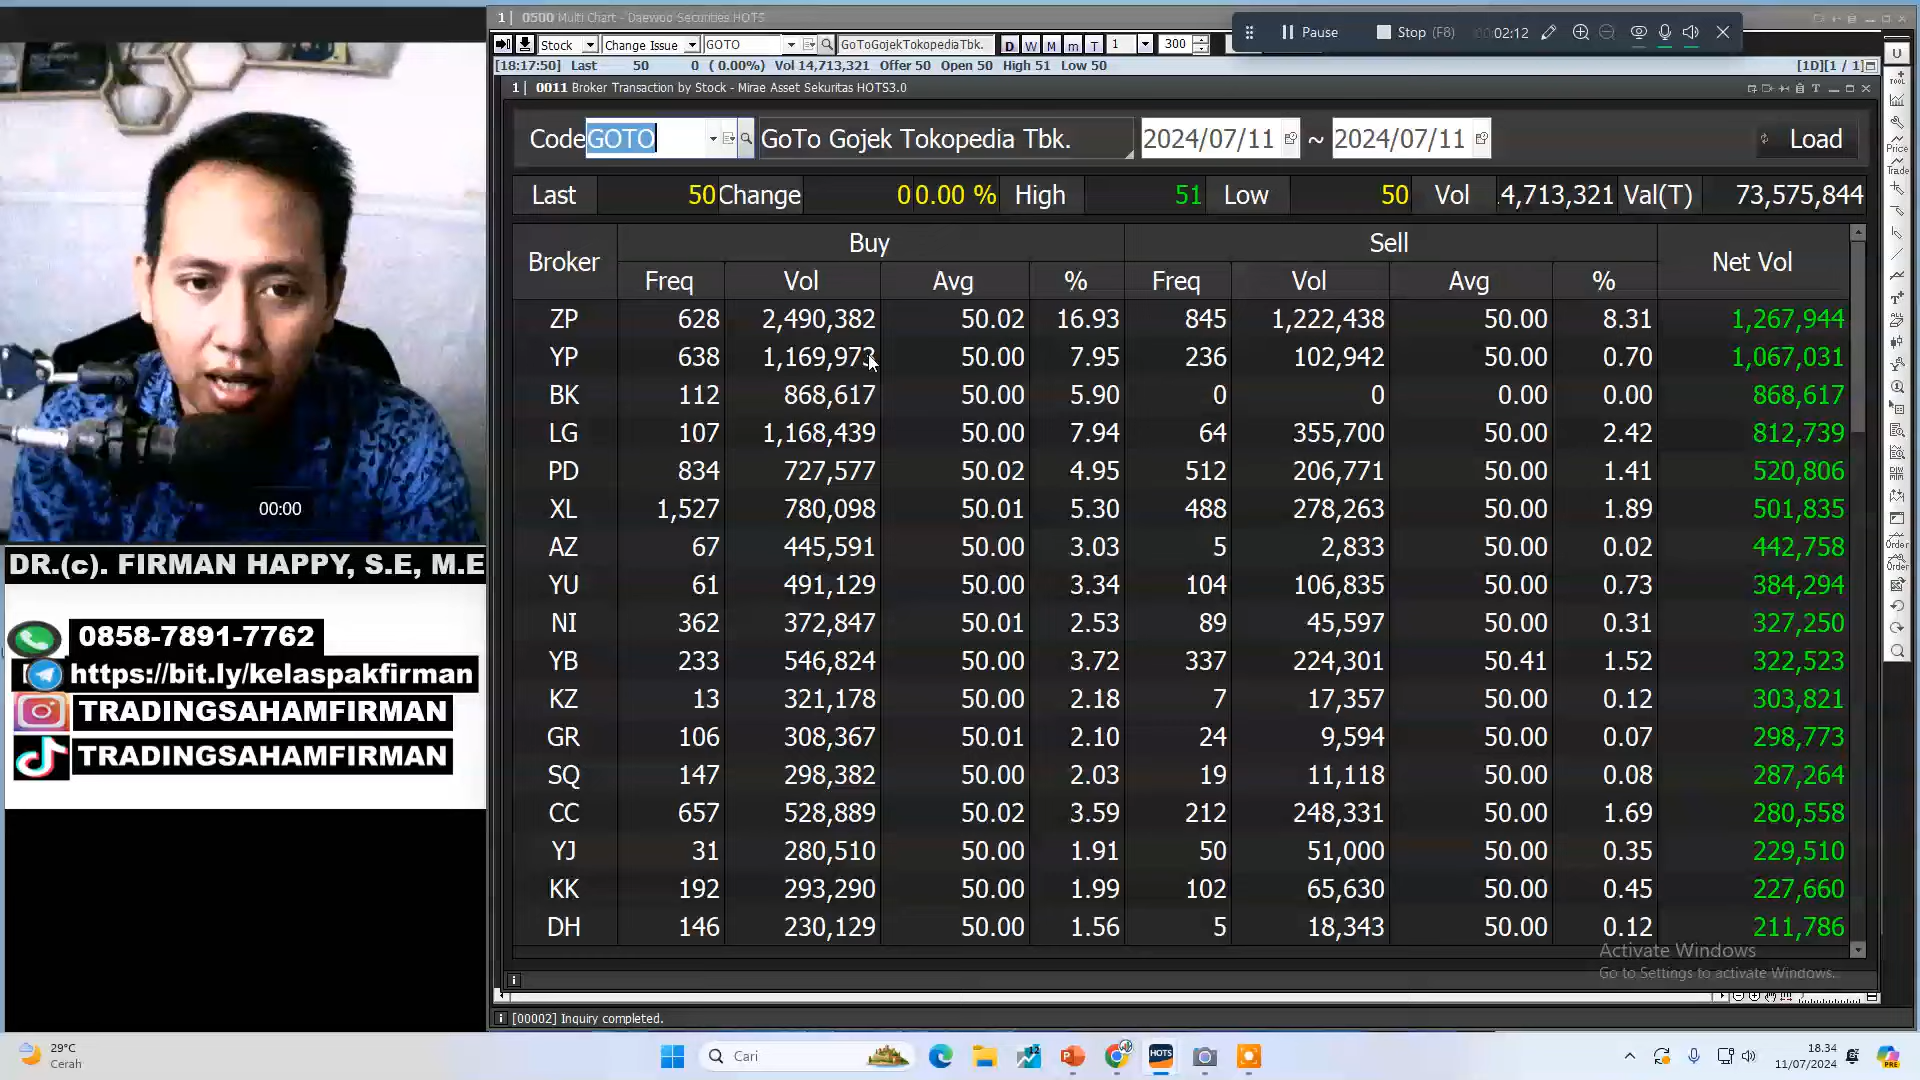 1 | 0500 Multi Chart - Daewoo Securities HOTS
Stock Change Issue GOTO GoToGojekTokopediaTbk. D W M m T 1 300
Pause Stop (F8) 00:02:12
[18:17:50] Last 50 0 ( 0.00%) Vol 14,713,321 Offer 50 Open 50 High 51 Low 50 [1D][1 / 1]
1 | 0011 Broker Transaction by Stock - Mirae Asset Sekuritas HOTS3.0
Code GOTO GoTo Gojek Tokopedia Tbk. 2024/07/11 ~ 2024/07/11 Load
Last 50 Change 0 0.00 % High 51 Low 50 Vol 4,713,321 Val(T) 73,575,844
Broker Buy Sell Net Vol
Freq Vol Avg % Freq Vol Avg %
ZP 628 2,490,382 50.02 16.93 845 1,222,438 50.00 8.31 1,267,944
YP 638 1,169,973 50.00 7.95 236 102,942 50.00 0.70 1,067,031
BK 112 868,617 50.00 5.90 0 0 0.00 0.00 868,617
LG 107 1,168,439 50.00 7.94 64 355,700 50.00 2.42 812,739
PD 834 727,577 50.02 4.95 512 206,771 50.00 1.41 520,806
XL 1,527 780,098 50.01 5.30 488 278,263 50.00 1.89 501,835
AZ 67 445,591 50.00 3.03 5 2,833 50.00 0.02 442,758
YU 61 491,129 50.00 3.34 104 106,835 50.00 0.73 384,294
NI 362 372,847 50.01 2.53 89 45,597 50.00 0.31 327,250
YB 233 546,824 50.00 3.72 337 224,301 50.41 1.52 322,523
KZ 13 321,178 50.00 2.18 7 17,357 50.00 0.12 303,821
GR 106 308,367 50.01 2.10 24 9,594 50.00 0.07 298,773
SQ 147 298,382 50.00 2.03 19 11,118 50.00 0.08 287,264
CC 657 528,889 50.02 3.59 212 248,331 50.00 1.69 280,558
YJ 31 280,510 50.00 1.91 50 51,000 50.00 0.35 229,510
KK 192 293,290 50.00 1.99 102 65,630 50.00 0.45 227,660
DH 146 230,129 50.00 1.56 5 18,343 50.00 0.12 211,786
00:00
DR.(c). FIRMAN HAPPY, S.E, M.E
0858-7891-7762
https://bit.ly/kelaspakfirman
TRADINGSAHAMFIRMAN
TRADINGSAHAMFIRMAN
Activate Windows
Go to Settings to activate Windows.
[00002] Inquiry completed.
U
TOOL
Price
Trade
Order
Order
29°C
Cerah
Cari
HOTS
18.34
11/07/2024
PRE